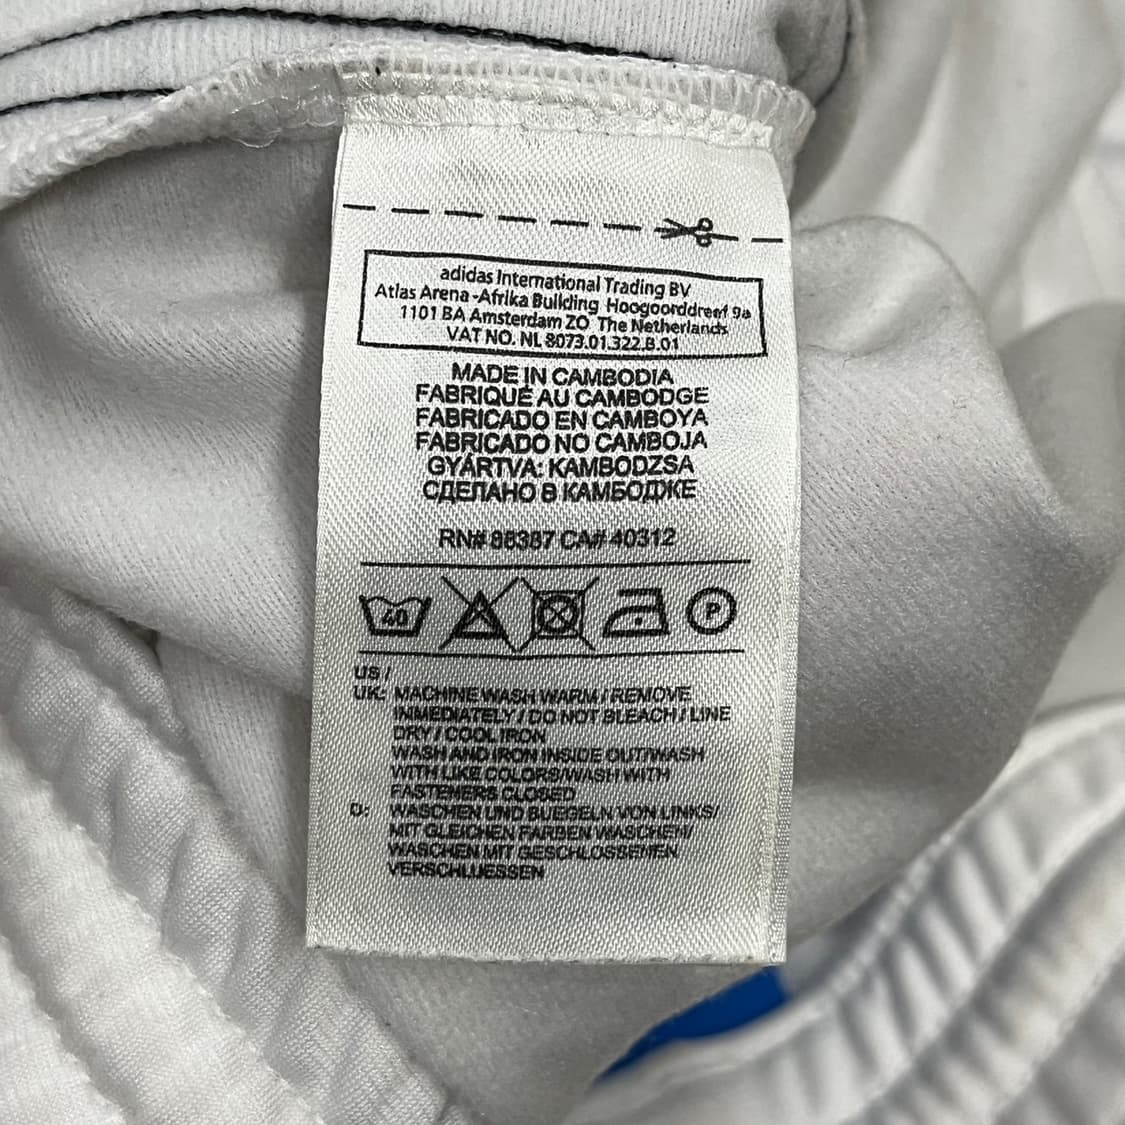 adidas International Trading BV
Atlas Arena-Afrika Building Hoogoorddreef 9a
1101 BA Amsterdam ZO The Netherlands
VAT NO. NL 8073.01.322.B.01
MADE IN CAMBODIA
FABRIQUÉ AU CAMBODGE
FABRICADO EN CAMBOYA
FABRICADO NO CAMBOJA
GYÁRTVA: KAMBODZSA
СДЕЛАНО В КАМБОДЖЕ
RN# 88387 CA# 40312
40 P
US /
UK: MACHINE WASH WARM / REMOVE
INMEDIATELY / DO NOT BLEACH / LINE
DRY / COOL IRON
WASH AND IRON INSIDE OUT/WASH
WITH LIKE COLORS/WASH WITH
FASTENERS CLOSED
D: WASCHEN UND BUEGELN VON LINKS/
MIT GLEICHEN FARBEN WASCHEN/
WASCHEN MIT GESCHLOSSENEN
VERSCHLUESSEN